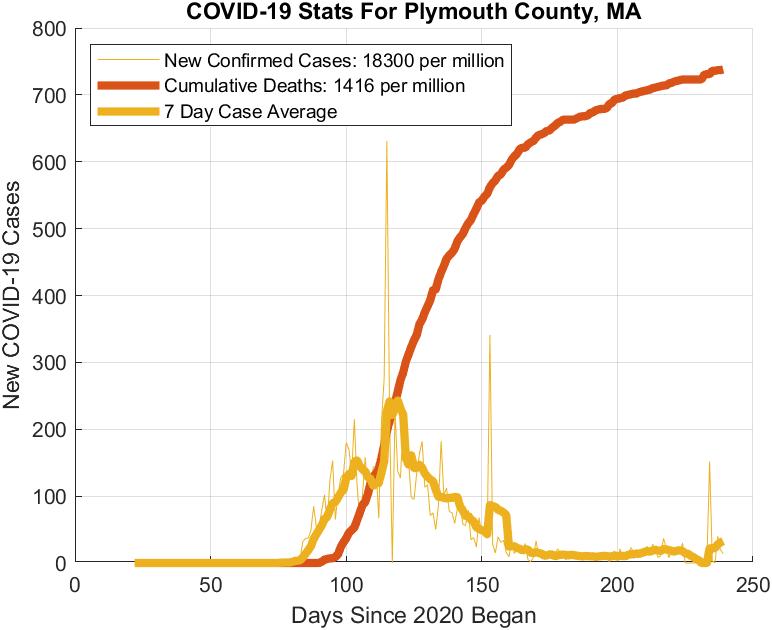 COVID-19 Stats For Plymouth County, MA
800
700
600
500
400
300
200
100
0
New COVID-19 Cases
New Confirmed Cases: 18300 per million
Cumulative Deaths: 1416 per million
7 Day Case Average
0 50 100 150 200 250
Days Since 2020 Began